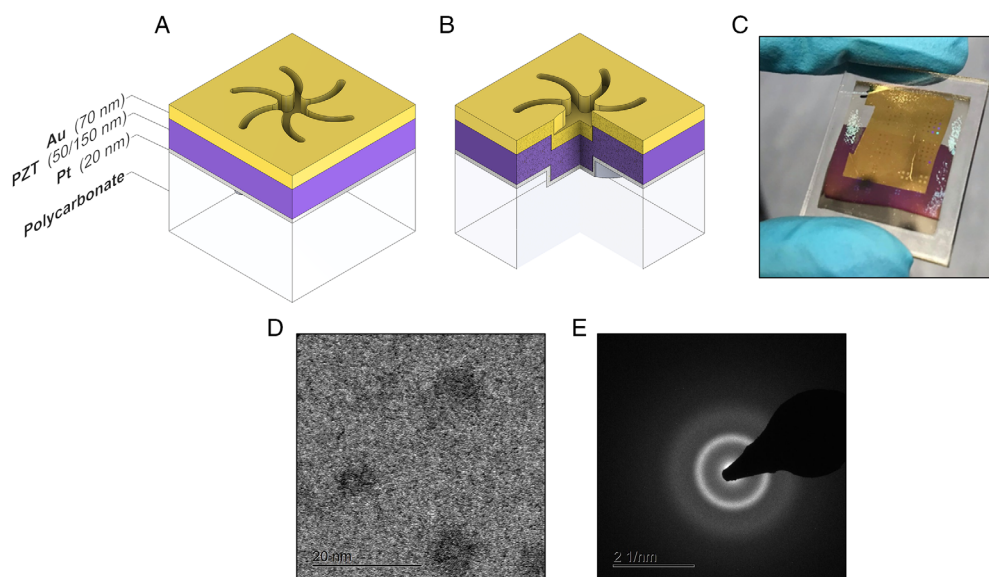 A
B
C
Au (70 nm)
PZT (50/150 nm)
Pt (20 nm)
Polycarbonate
D
E
20 nm
2 1/nm